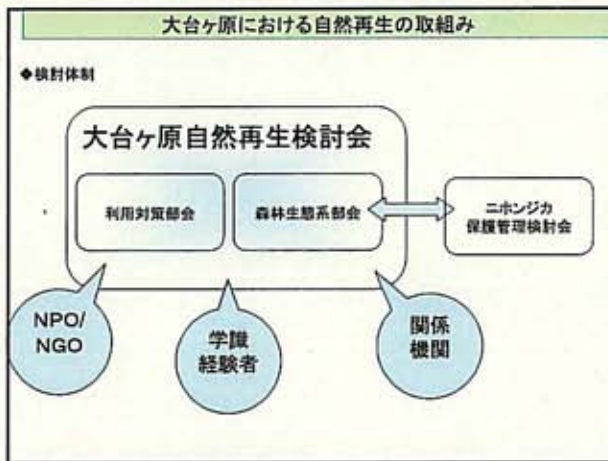 大台ヶ原における自然再生の取組み
◆検討体制
大台ヶ原自然再生検討会
利用対策部会
森林生態系部会
ニホンジカ
保護管理検討会
NPO/
NGO
学識
経験者
関係
機関